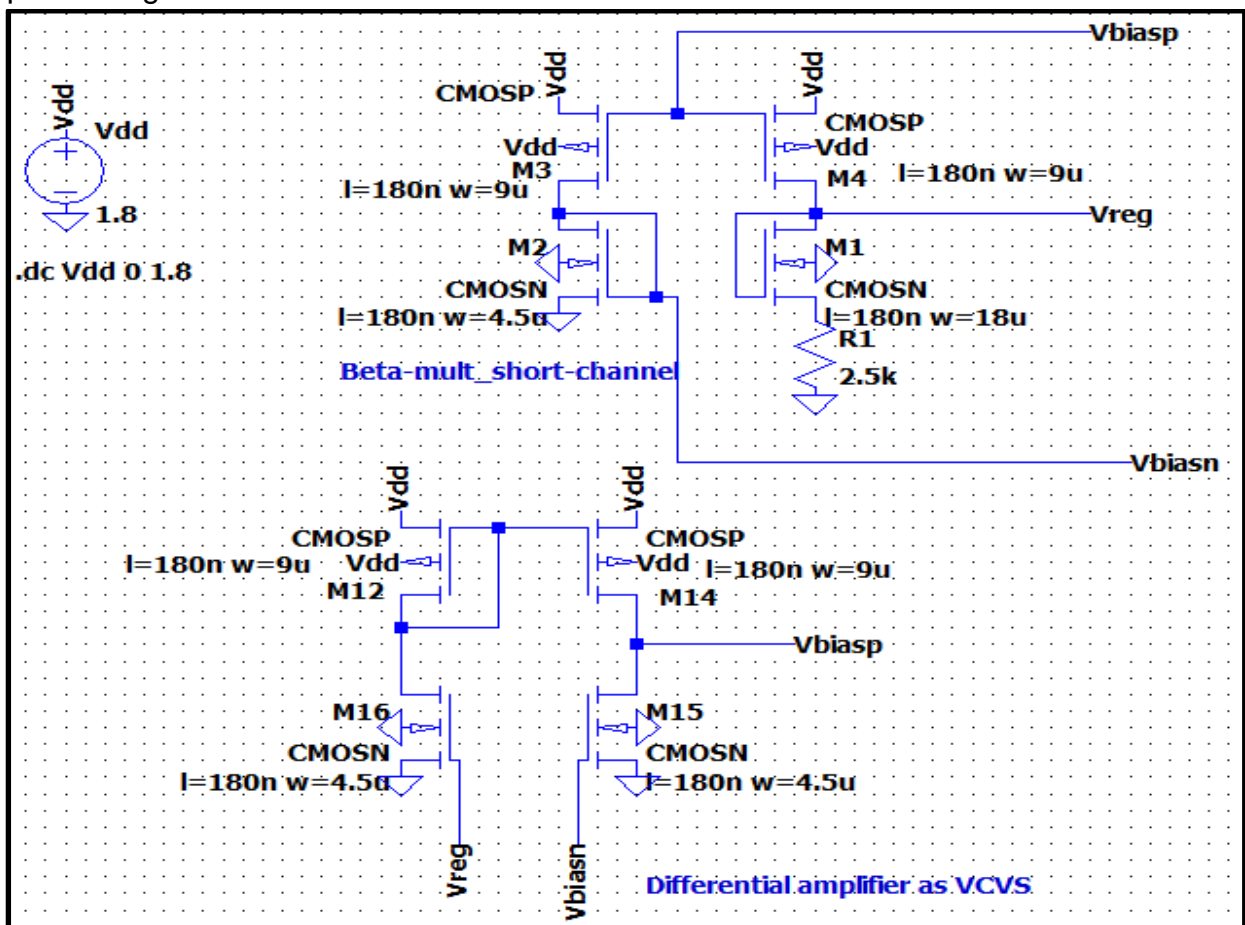 Vbiasp
Vdd
Vdd
CMOSP
Vdd
Vdd
CMOSP
Vdd
Vdd
M3
M4
l=180n w=9u
l=180n w=9u
1.8
Vreg
M2
M1
.dc Vdd 0 1.8
CMOSN
CMOSN
l=180n w=4.5u
l=180n w=18u
R1
Beta-mult_short-channel
2.5k
Vbiasn
Vdd
Vdd
CMOSP
CMOSP
l=180n w=9u
Vdd
Vdd
l=180n w=9u
M12
M14
Vbiasp
M16
M15
CMOSN
CMOSN
l=180n w=4.5u
l=180n w=4.5u
Vreg
Vbiasn
Differential amplifier as VCVS